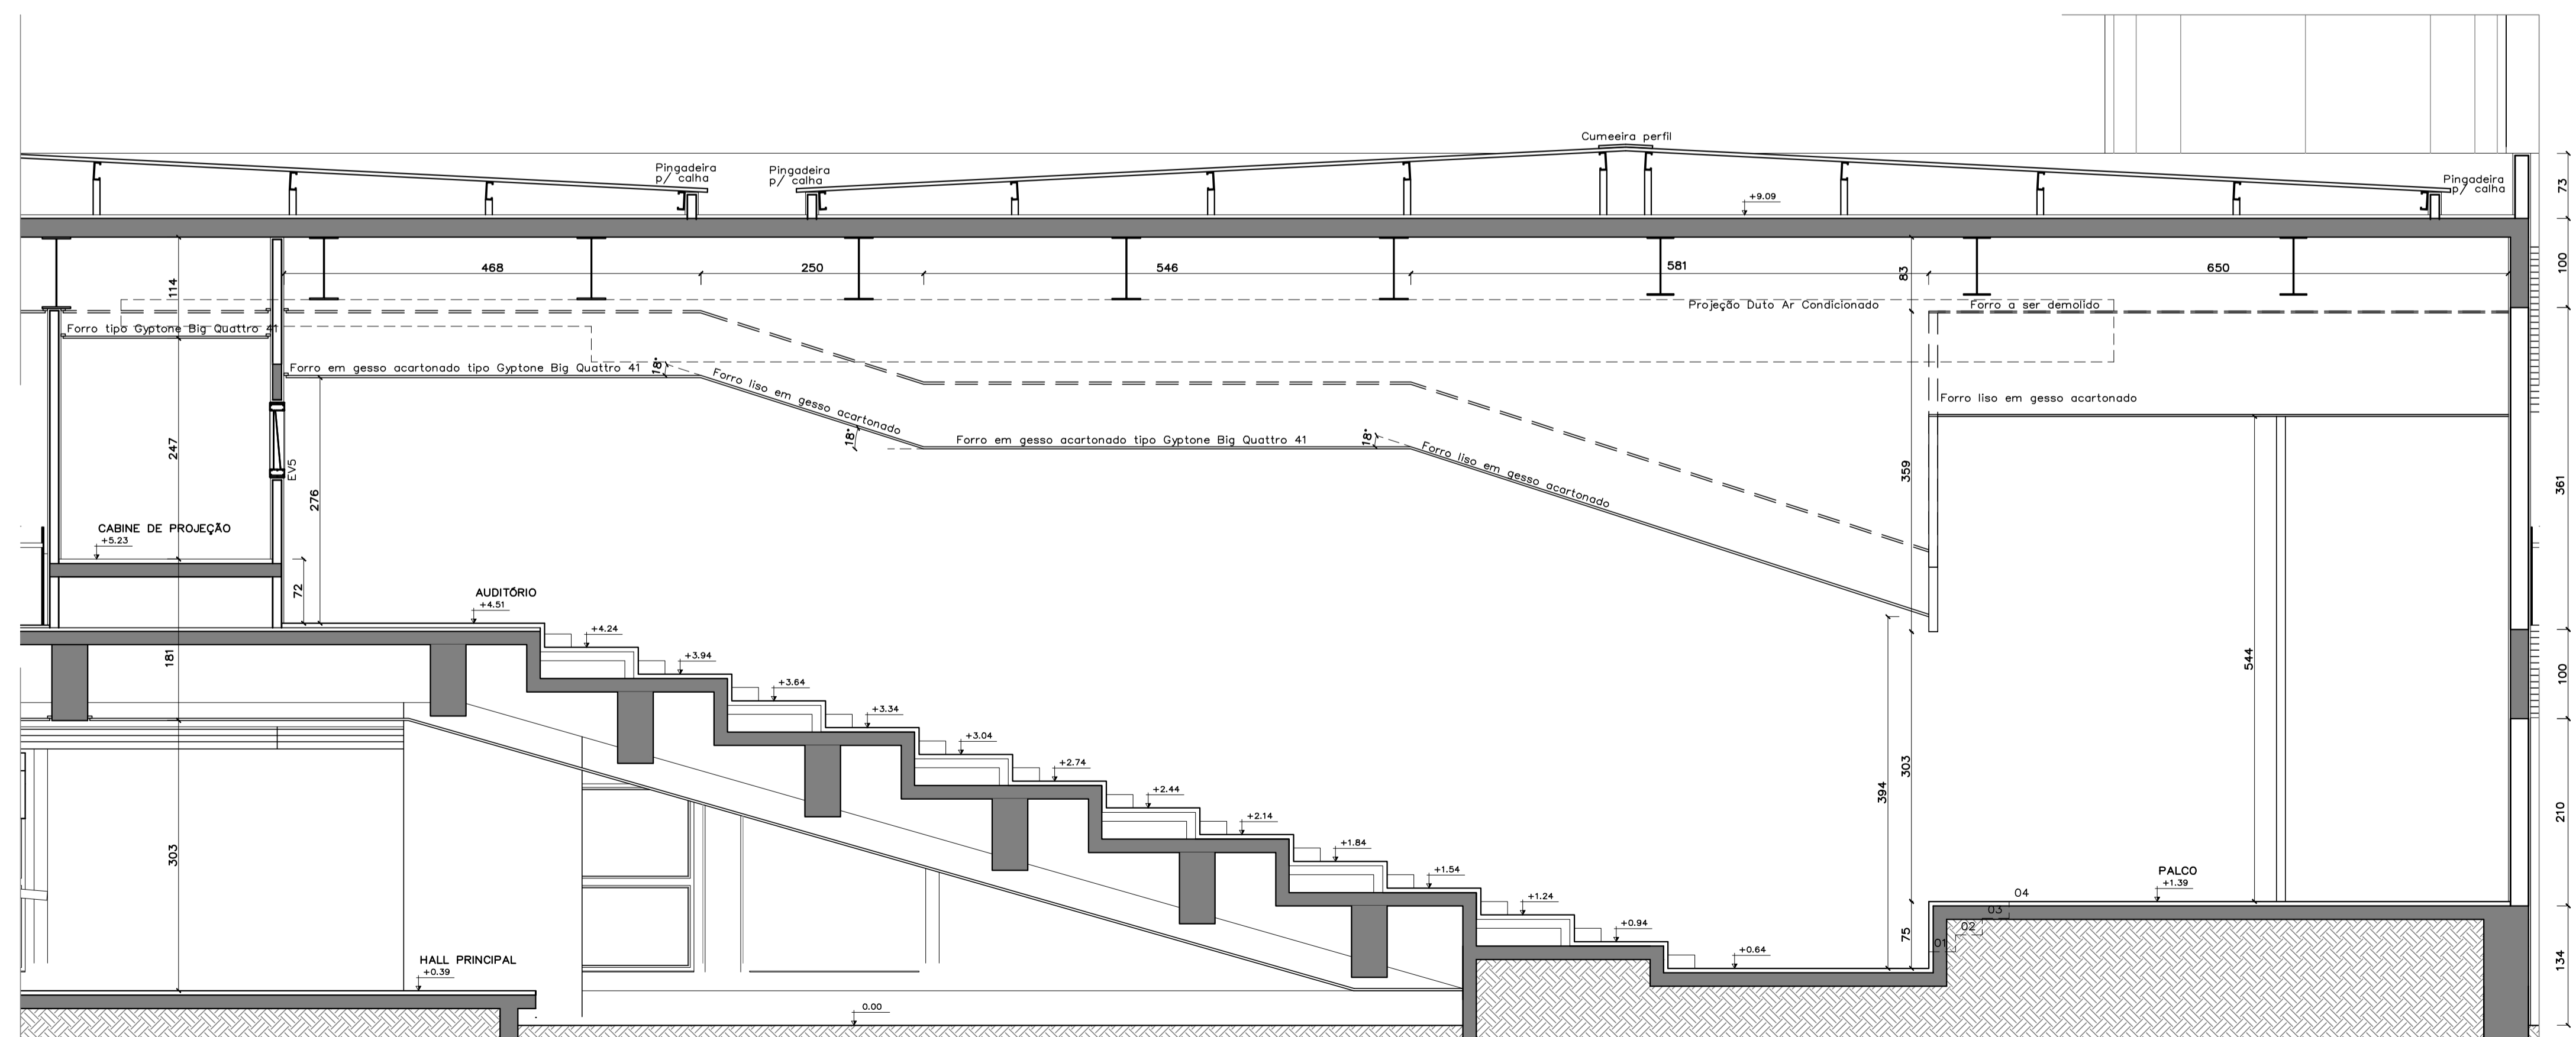 Cumeeira perfil
Pingadeira
p/ calha
Pingadeira
p/ calha
Pingadeira
p/ calha
73
+9.09
468
250
546
581
650
114
83
100
Projeção Duto Ar Condicionado
Forro a ser demolido
Forro tipo Gyptone Big Quattro 41
Forro em gesso acartonado tipo Gyptone Big Quattro 41
18°
Forro liso em gesso acartonado
18°
Forro em gesso acartonado tipo Gyptone Big Quattro 41
18°
Forro liso em gesso acartonado
Forro liso em gesso acartonado
247
EV5
276
359
361
CABINE DE PROJEÇÃO
+5.23
72
AUDITÓRIO
+4.51
+4.24
+3.94
+3.64
+3.34
+3.04
+2.74
+2.44
+2.14
+1.84
+1.54
+1.24
+0.94
+0.64
181
544
100
394
303
210
303
PALCO
+1.39
04
03
02
01
75
134
HALL PRINCIPAL
+0.39
0.00